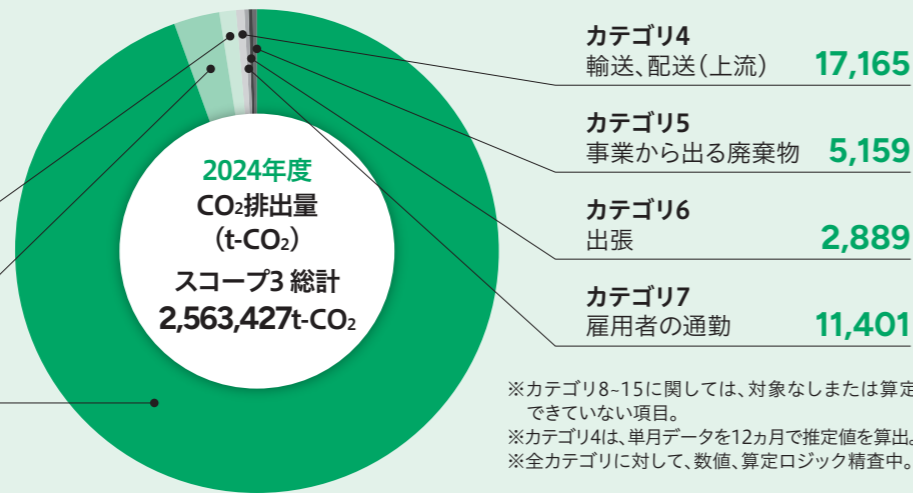 2024年度
CO₂排出量
(t-CO₂)
スコープ3 総計
2,563,427t-CO₂
カテゴリ4
輸送、配送(上流) 17,165
カテゴリ5
事業から出る廃棄物 5,159
カテゴリ6
出張 2,889
カテゴリ7
雇用者の通勤 11,401
※カテゴリ8~15に関しては、対象なしまたは算定
できていない項目。
※カテゴリ4は、単月データを12ヵ月で推定値を算出。
※全カテゴリに対して、数値、算定ロジック精査中。